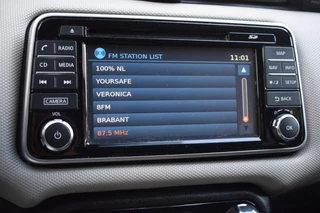 RADIO
CD
MEDIA
CAMERA
VOL
FM STATION LIST
11:01
100% NL
YOURSAFE
VERONICA
BFM
BRABANT
87.5 MHz
MAP
NAV
INFO
SETUP
BACK
OK